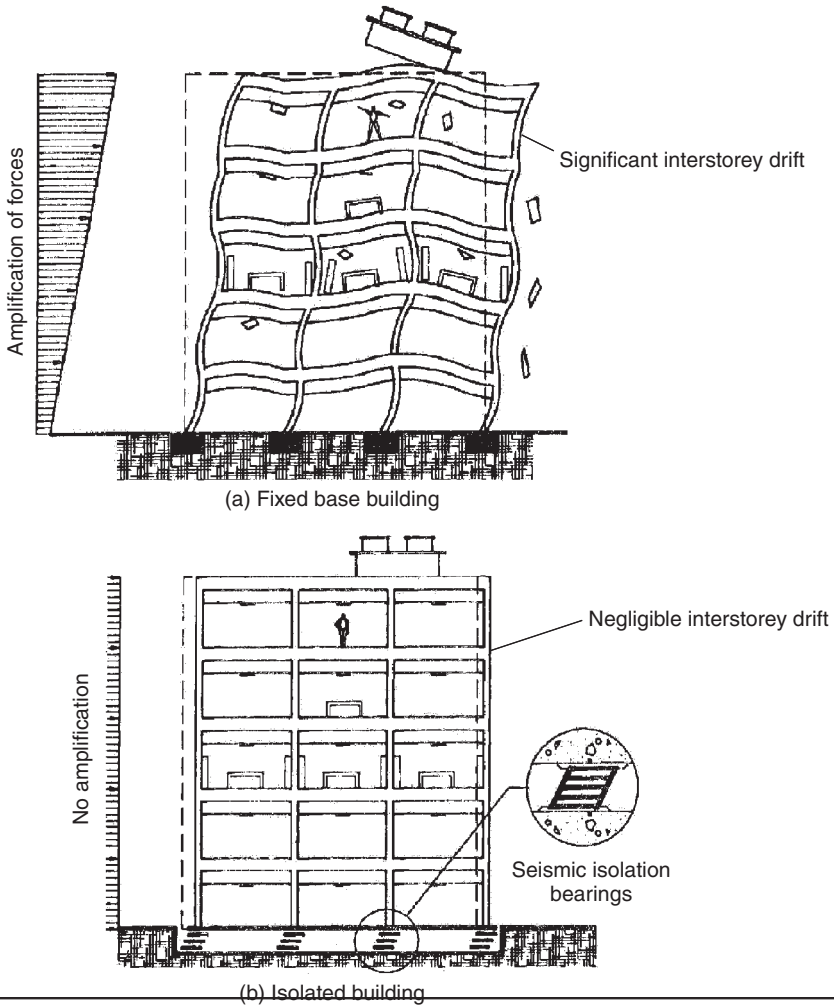 Amplification of forces
Significant interstorey drift
(a) Fixed base building
No amplification
Negligible interstorey drift
Seismic isolation
bearings
(b) Isolated building